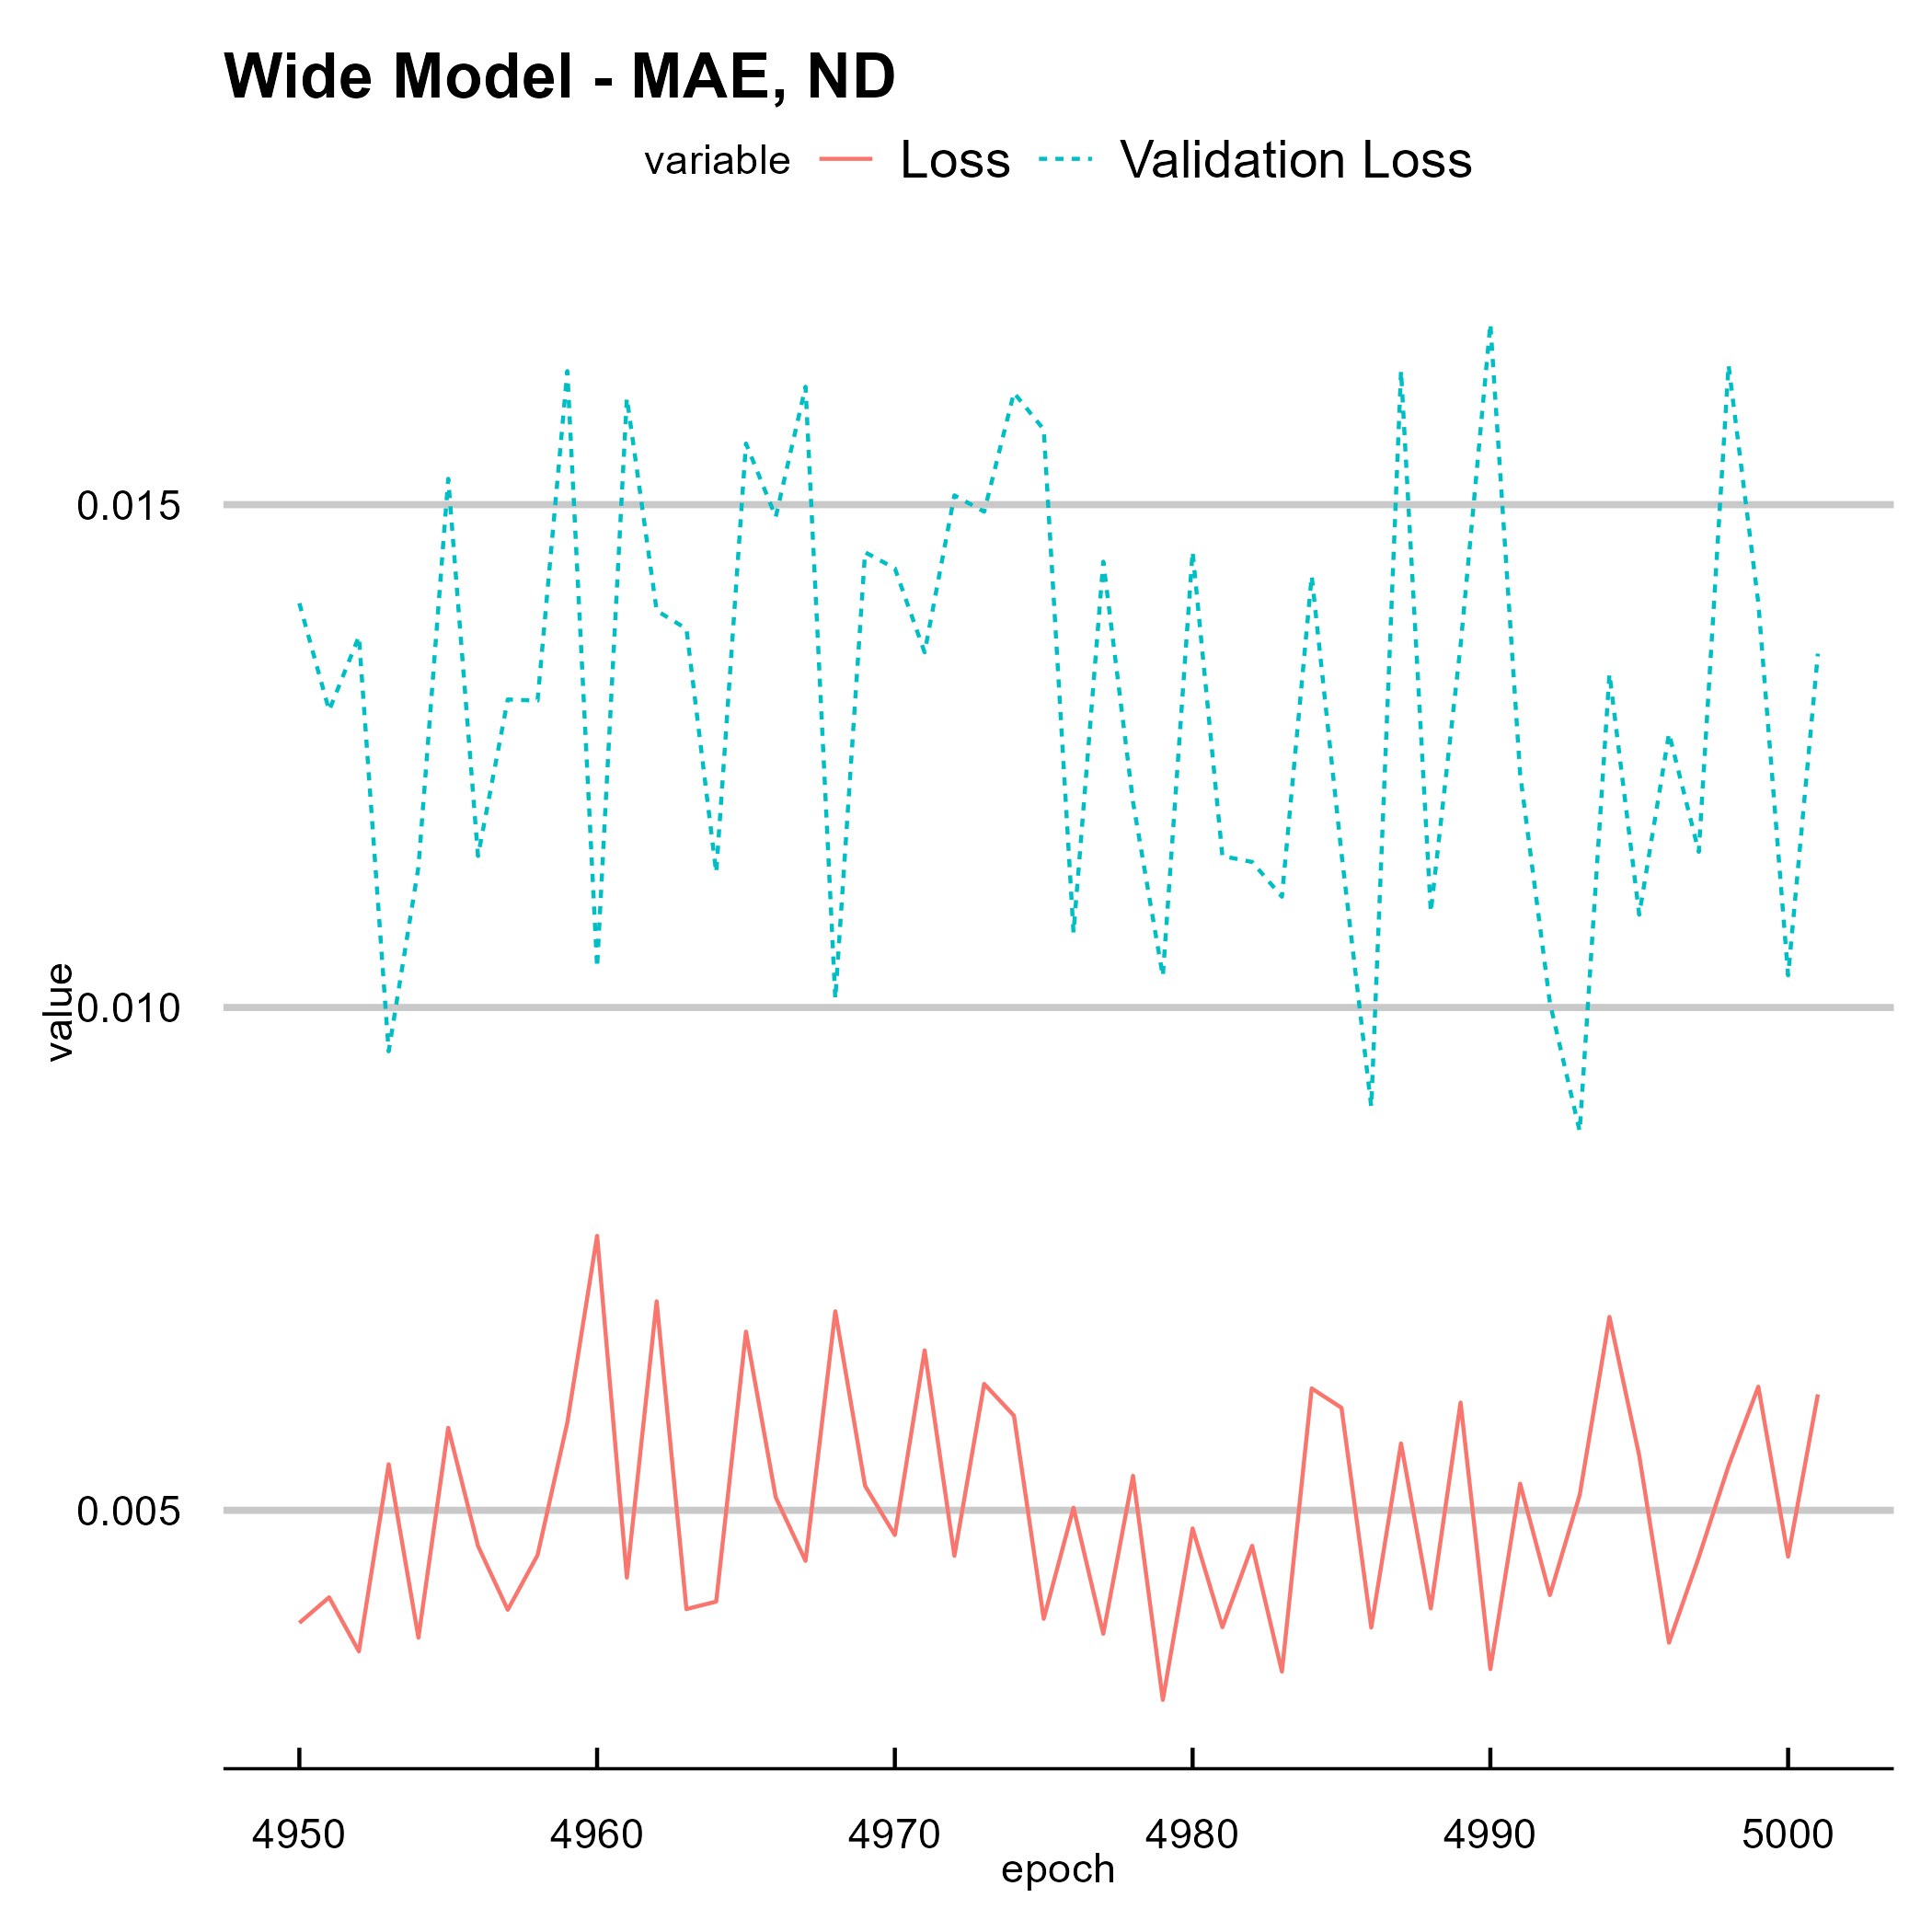 Wide Model - MAE, ND
variable Loss Validation Loss
0.015
0.010
0.005
value
4950 4960 4970 4980 4990 5000
epoch